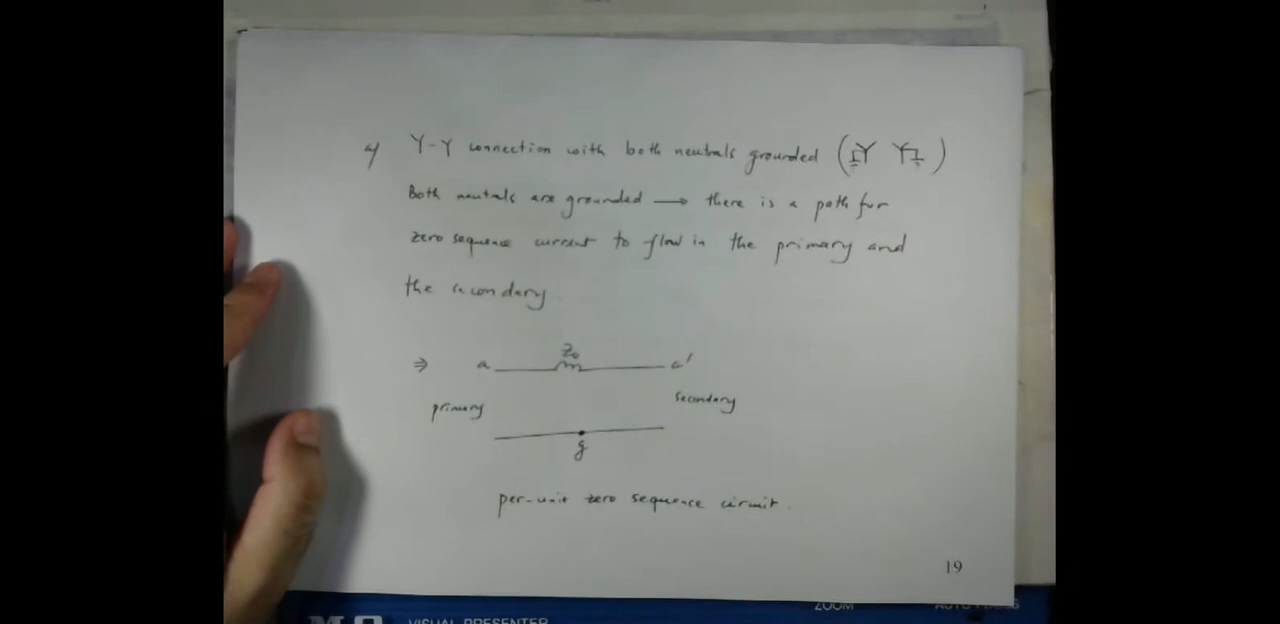 a) Y-Y connection with both neutrals grounded (Y Y)
Both neutrals are grounded → there is a path for
zero sequence current to flow in the primary and
the secondary.
⇒ a Z₀ a'
primary secondary
g
per-unit zero sequence circuit.
19
ZOOM
VISUAL PRESENTER